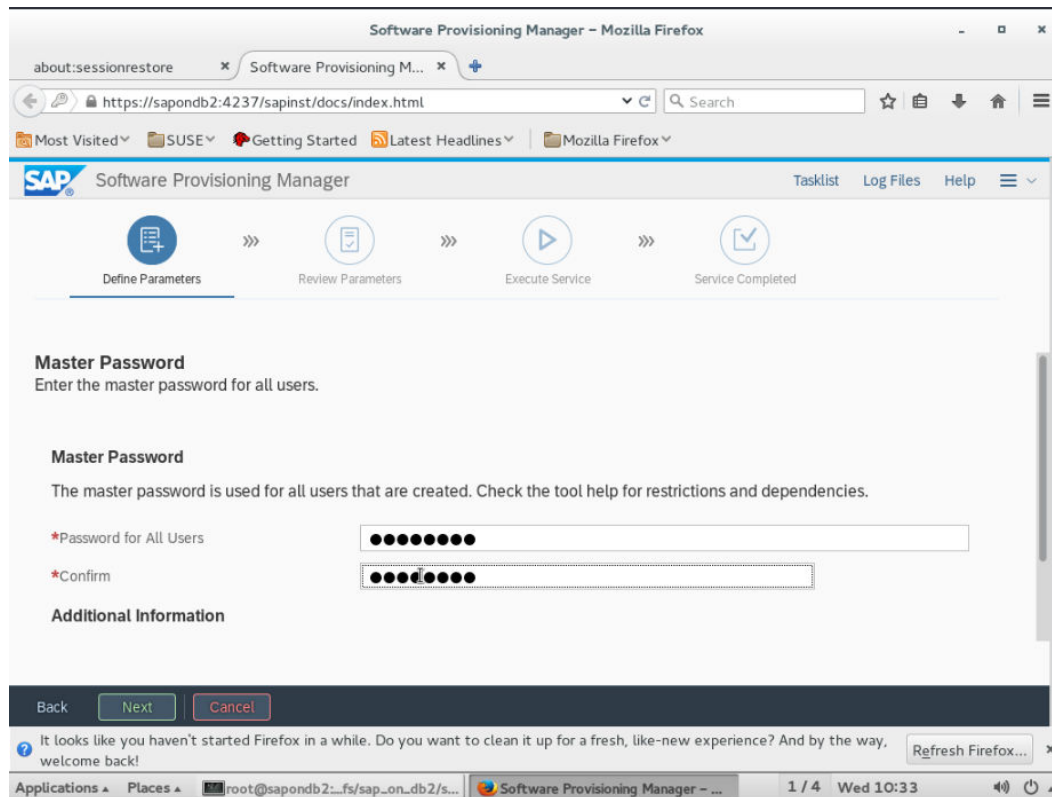 Software Provisioning Manager – Mozilla Firefox
about:sessionrestore
Software Provisioning M...
https://sapondb2:4237/sapinst/docs/index.html
Search
Most Visited
SUSE
Getting Started
Latest Headlines
Mozilla Firefox
SAP
Software Provisioning Manager
Tasklist
Log Files
Help
Define Parameters
Review Parameters
Execute Service
Service Completed
Master Password
Enter the master password for all users.
Master Password
The master password is used for all users that are created. Check the tool help for restrictions and dependencies.
*Password for All Users
*Confirm
Additional Information
Back
Next
Cancel
It looks like you haven't started Firefox in a while. Do you want to clean it up for a fresh, like-new experience? And by the way,
welcome back!
Refresh Firefox...
Applications
Places
root@sapondb2:_fs/sap_on_db2/s...
Software Provisioning Manager – ...
1 / 4
Wed 10:33